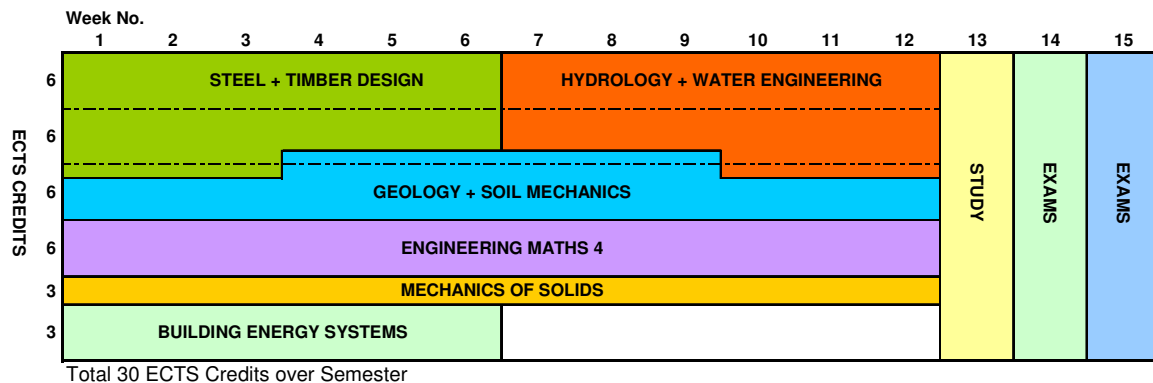 Week No.
1 2 3 4 5 6 7 8 9 10 11 12 13 14 15
6 STEEL + TIMBER DESIGN HYDROLOGY + WATER ENGINEERING
6
6 GEOLOGY + SOIL MECHANICS
6 ENGINEERING MATHS 4
3 MECHANICS OF SOLIDS
3 BUILDING ENERGY SYSTEMS
ECTS CREDITS
STUDY
EXAMS
EXAMS
Total 30 ECTS Credits over Semester